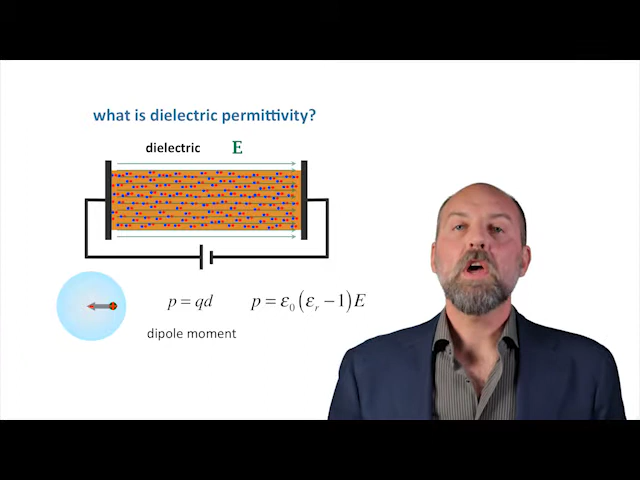 what is dielectric permittivity?
dielectric E
p = qd p = ε₀(εᵣ − 1)E
dipole moment